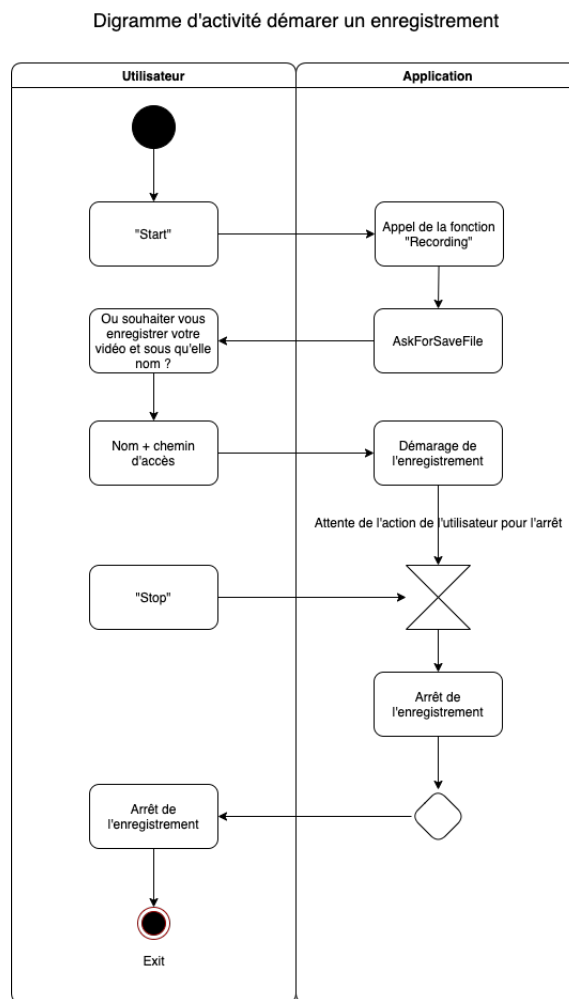 Digramme d'activité démarer un enregistrement
Utilisateur
Application
"Start"
Appel de la fonction
"Recording"
Ou souhaiter vous
enregistrer votre
vidéo et sous qu'elle
nom ?
AskForSaveFile
Nom + chemin
d'accès
Démarage de
l'enregistrement
Attente de l'action de l'utilisateur pour l'arrêt
"Stop"
Arrêt de
l'enregistrement
Arrêt de
l'enregistrement
Exit